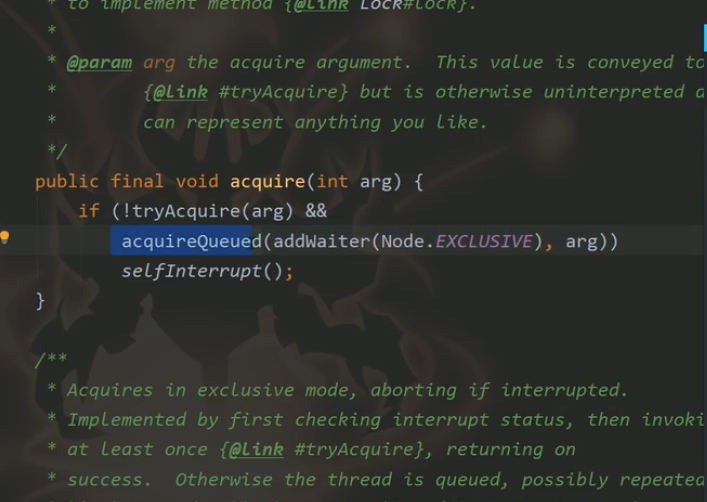 * to implement method {@link Lock#lock}.
*
* @param arg the acquire argument.  This value is conveyed to
*        {@link #tryAcquire} but is otherwise uninterpreted a
*        can represent anything you like.
*/
public final void acquire(int arg) {
if (!tryAcquire(arg) &&
acquireQueued(addWaiter(Node.EXCLUSIVE), arg))
selfInterrupt();
}
/**
* Acquires in exclusive mode, aborting if interrupted.
* Implemented by first checking interrupt status, then invoki
* at least once {@link #tryAcquire}, returning on
* success.  Otherwise the thread is queued, possibly repeated